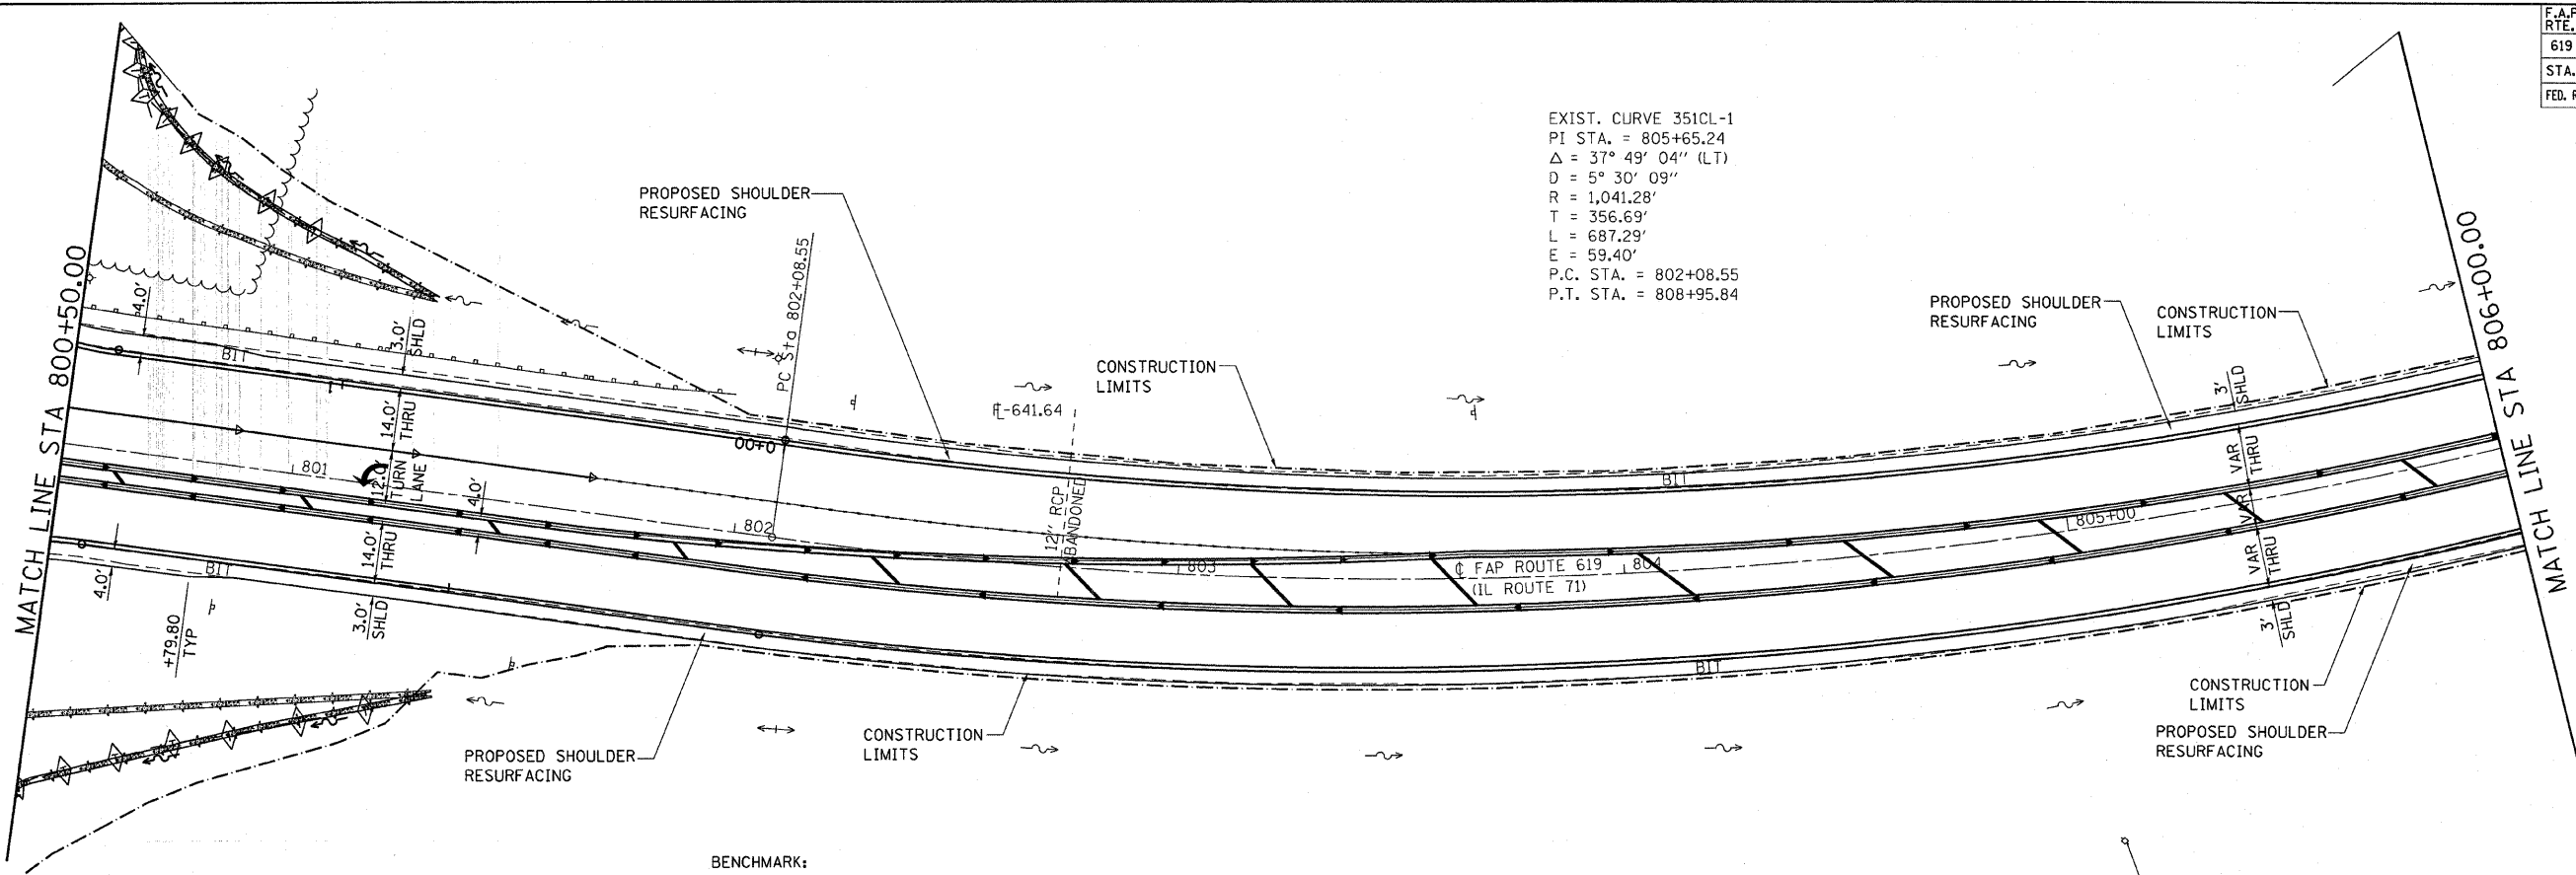 F.A.P
RTE.
619
STA.
FED. R
EXIST. CURVE 351CL-1
PI STA. = 805+65.24
Δ = 37° 49' 04'' (LT)
D = 5° 30' 09''
R = 1,041.28'
T = 356.69'
L = 687.29'
E = 59.40'
P.C. STA. = 802+08.55
P.T. STA. = 808+95.84
PROPOSED SHOULDER
RESURFACING
MATCH LINE STA 800+50.00
4.0'
3.0'
SHLD
BIT
PC Sta 802+08.55
CONSTRUCTION
LIMITS
FL-641.64
PROPOSED SHOULDER
RESURFACING
CONSTRUCTION
LIMITS
3'
SHLD
MATCH LINE STA 806+00.00
14.0'
THRU
12.0'
TURN
LANE
4.0'
14.0'
THRU
801
802
00+0
12'' RCP
ABANDONED
803
804
805+00
BIT
℄ FAP ROUTE 619
(IL ROUTE 71)
VAR
THRU
VAR
VAR
THRU
3'
SHLD
4.0'
BIT
+79.80
TYP
3.0'
SHLD
BIT
PROPOSED SHOULDER
RESURFACING
CONSTRUCTION
LIMITS
CONSTRUCTION
LIMITS
PROPOSED SHOULDER
RESURFACING
BENCHMARK: